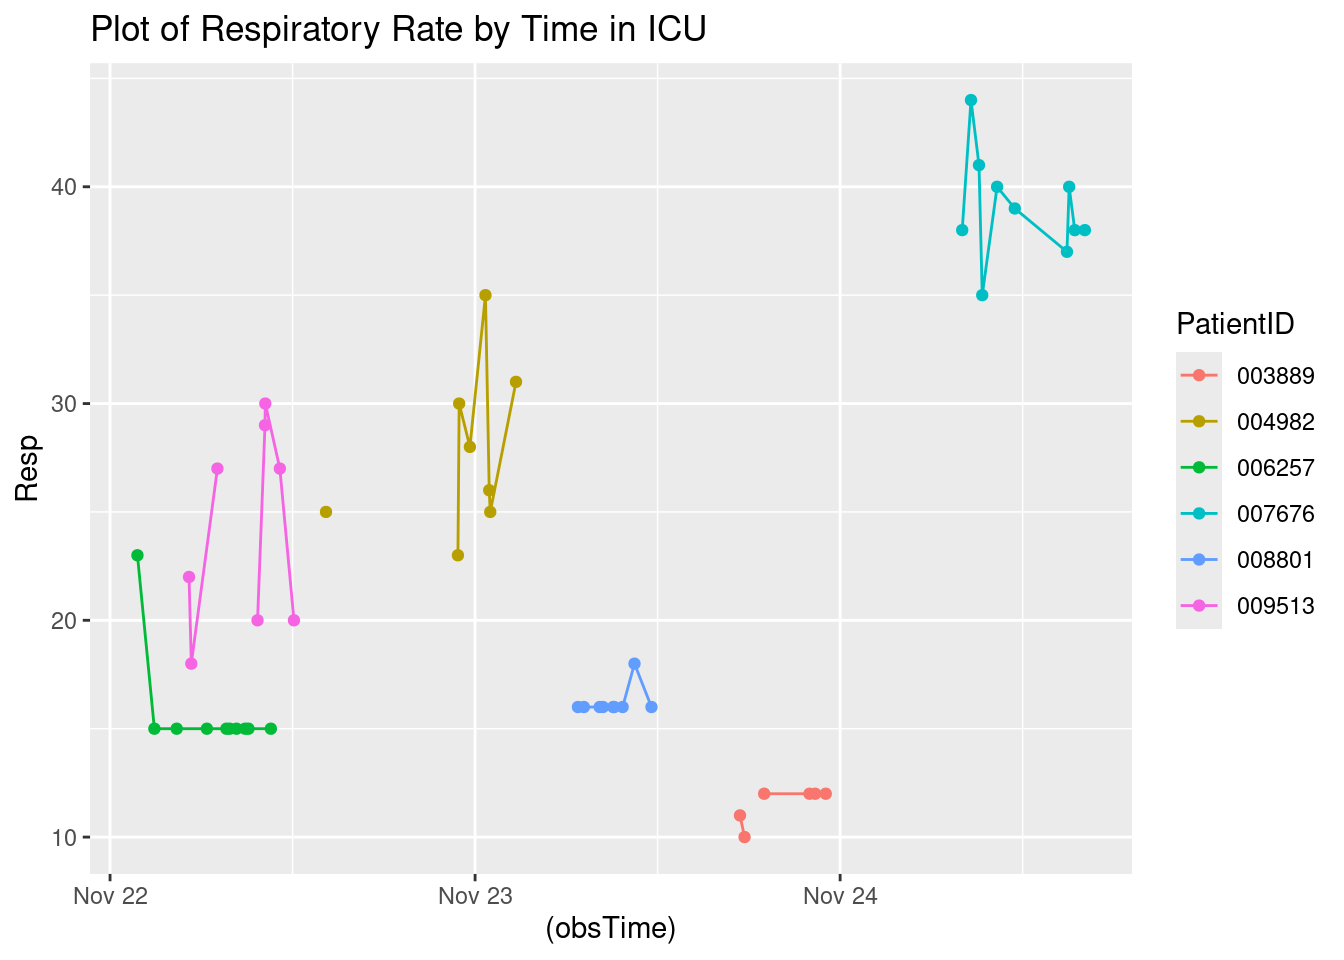 Plot of Respiratory Rate by Time in ICU
Resp
40
30
20
10
Nov 22
Nov 23
Nov 24
(obsTime)
PatientID
003889
004982
006257
007676
008801
009513